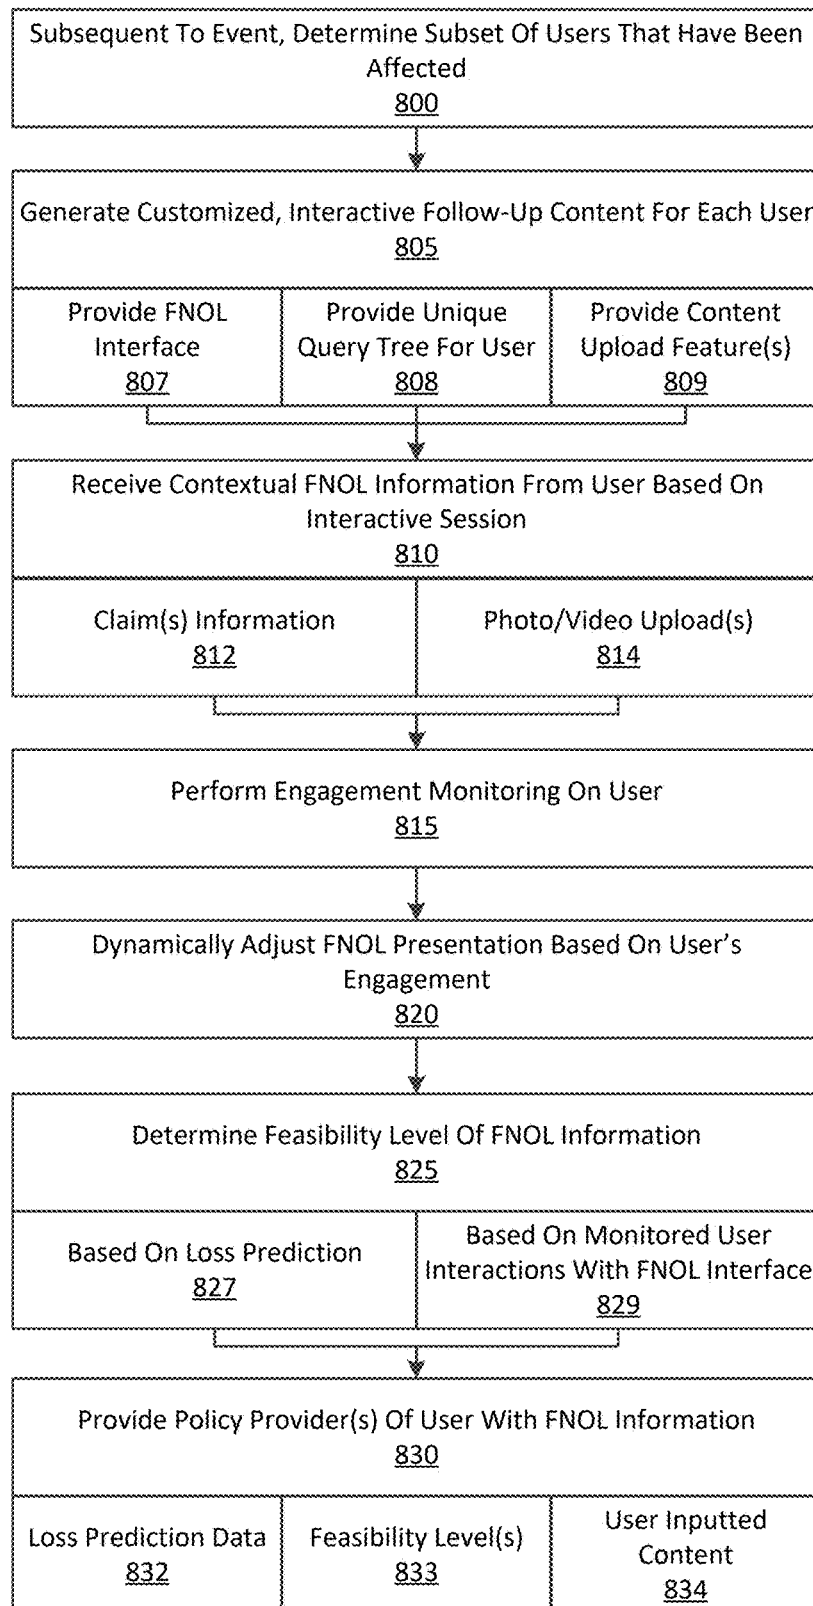 Subsequent To Event, Determine Subset Of Users That Have Been
Affected
800
Generate Customized, Interactive Follow-Up Content For Each User
805
Provide FNOL
Interface
807
Provide Unique
Query Tree For User
808
Provide Content
Upload Feature(s)
809
Receive Contextual FNOL Information From User Based On
Interactive Session
810
Claim(s) Information
812
Photo/Video Upload(s)
814
Perform Engagement Monitoring On User
815
Dynamically Adjust FNOL Presentation Based On User's
Engagement
820
Determine Feasibility Level Of FNOL Information
825
Based On Loss Prediction
827
Based On Monitored User
Interactions With FNOL Interface
829
Provide Policy Provider(s) Of User With FNOL Information
830
Loss Prediction Data
832
Feasibility Level(s)
833
User Inputted
Content
834